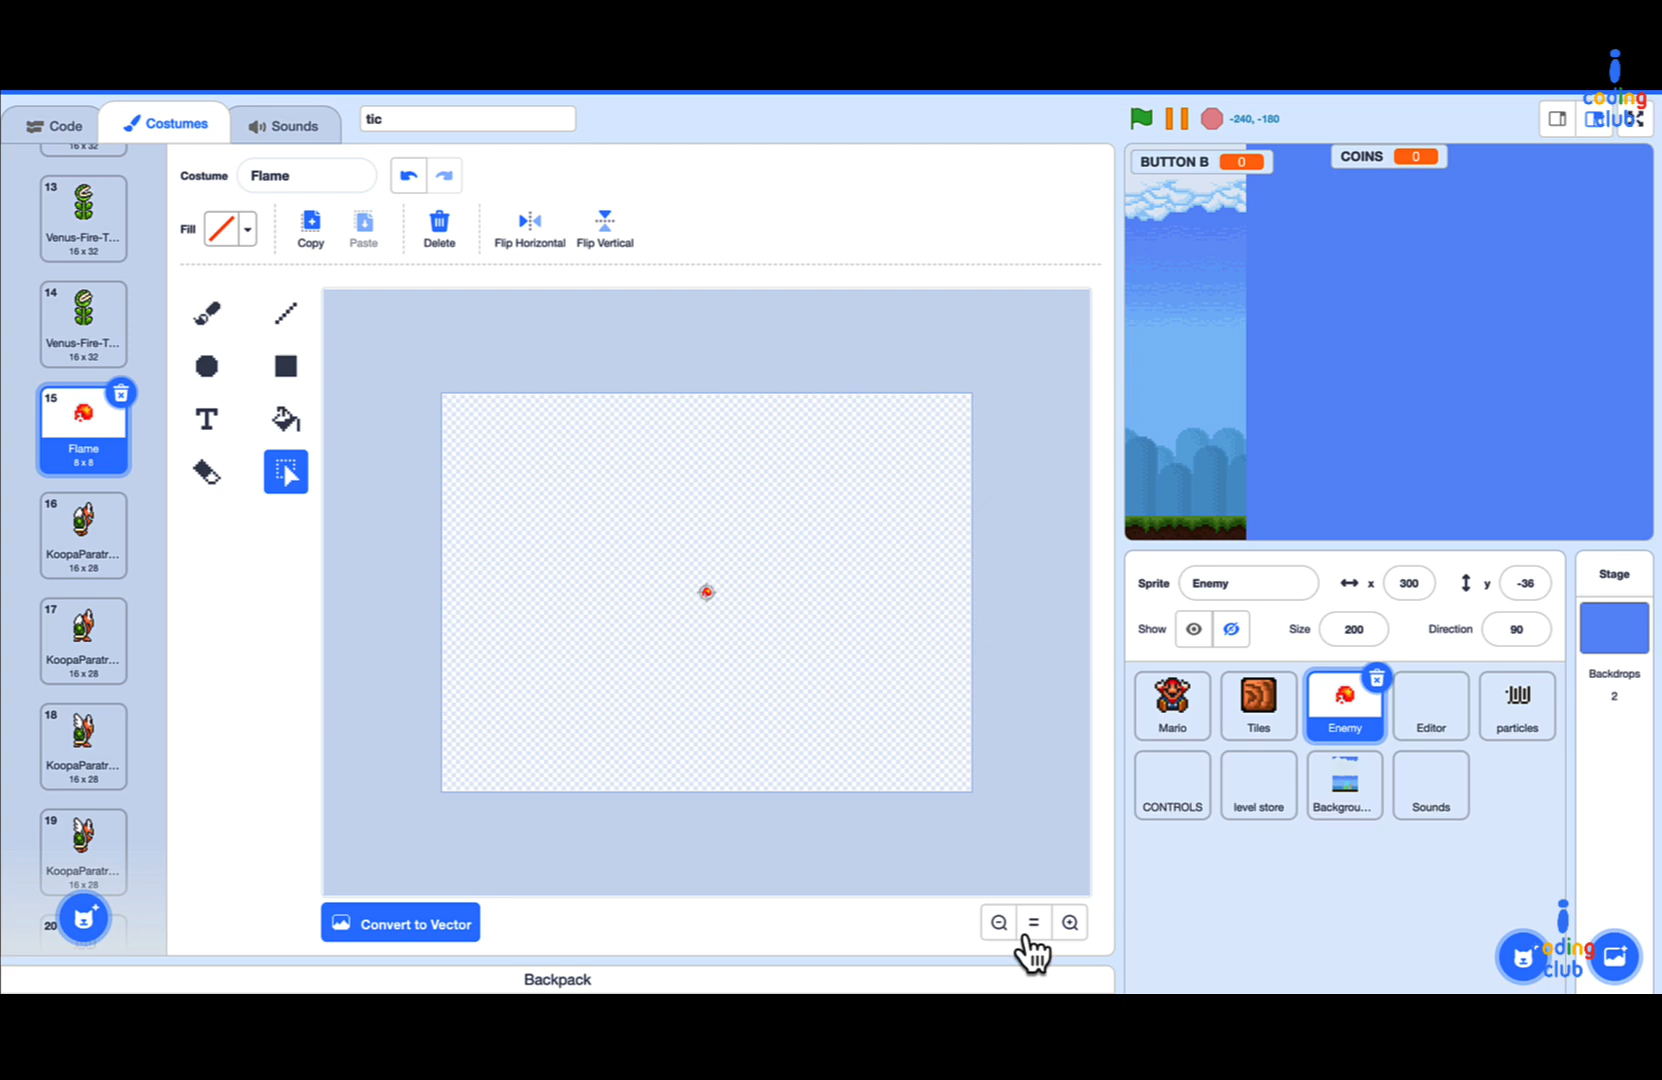 i
coding
club
Code
Costumes
Sounds
tic
-240, -180
16 x 32
13
Venus-Fire-T...
16 x 32
14
Venus-Fire-T...
16 x 32
15
Flame
8 x 8
16
KoopaParatr...
16 x 28
17
KoopaParatr...
16 x 28
18
KoopaParatr...
16 x 28
19
KoopaParatr...
16 x 28
20
Costume
Flame
Fill
Copy
Paste
Delete
Flip Horizontal
Flip Vertical
T
Convert to Vector
=
Backpack
BUTTON B 0
COINS 0
Sprite Enemy x 300 y -36
Show Size 200 Direction 90
Mario
Tiles
Enemy
Editor
particles
CONTROLS
level store
Backgrou...
Sounds
Stage
Backdrops
2
i
oding
club